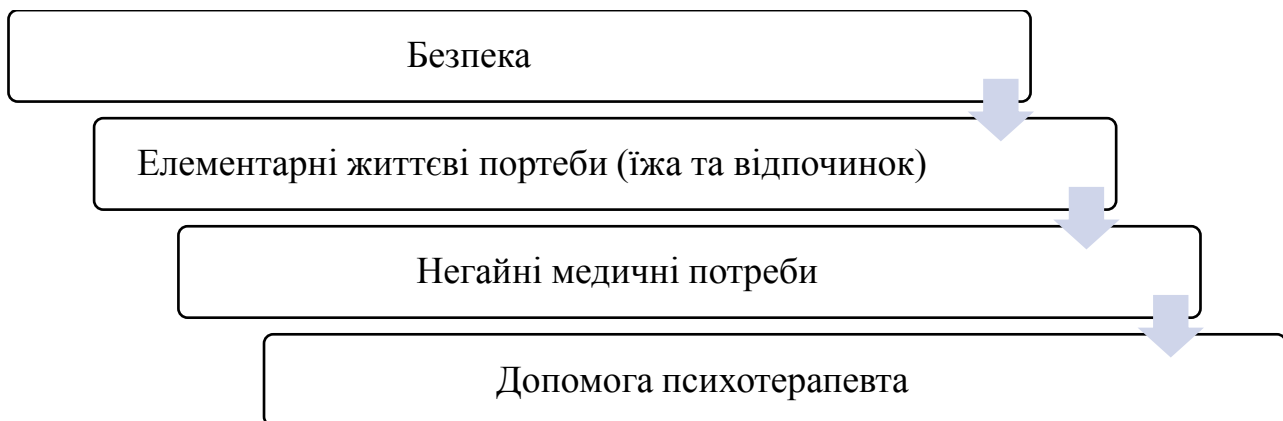 Безпека
Елементарні життєві портеби (їжа та відпочинок)
Негайні медичні потреби
Допомога психотерапевта